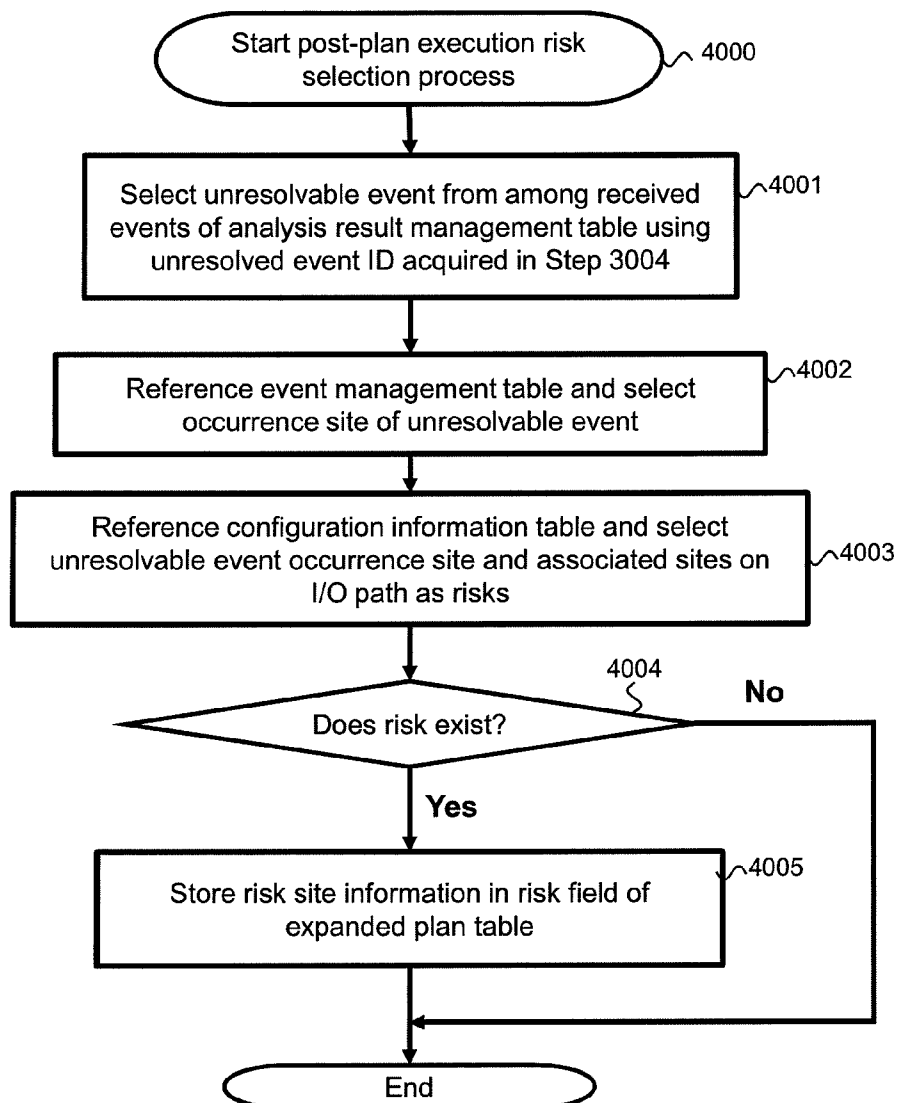 Start post-plan execution risk
selection process
4000
4001
Select unresolvable event from among received
events of analysis result management table using
unresolved event ID acquired in Step 3004
4002
Reference event management table and select
occurrence site of unresolvable event
Reference configuration information table and select
unresolvable event occurrence site and associated sites on
I/O path as risks
4003
4004
No
Does risk exist?
Yes
4005
Store risk site information in risk field of
expanded plan table
End